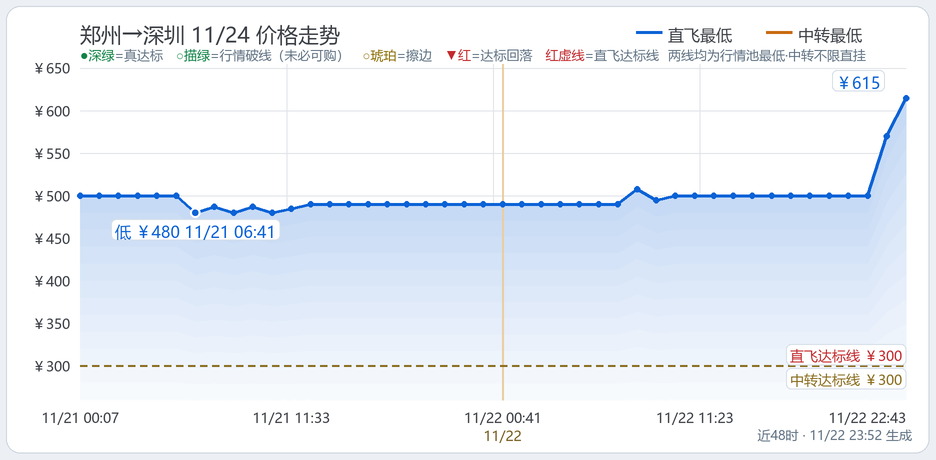 郑州→深圳 11/24 价格走势
直飞最低 中转最低
●深绿=真达标 ○描绿=行情破线（未必可购） ○琥珀=擦边 ▼红=达标回落 红虚线=直飞达标线 两线均为行情池最低·中转不限直挂
￥650
￥615
￥600
￥550
￥500
低 ￥480 11/21 06:41
￥450
￥400
￥350
直飞达标线 ￥300
￥300
中转达标线 ￥300
11/21 00:07 11/21 11:33 11/22 00:41 11/22 11:23 11/22 22:43
11/22
近48时 · 11/22 23:52 生成